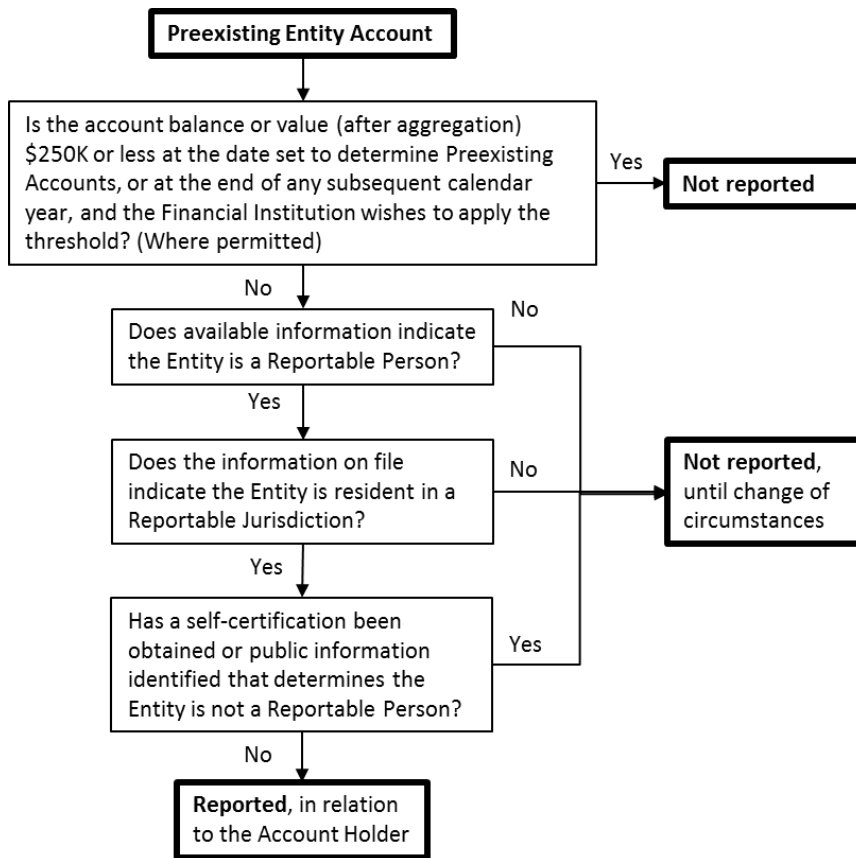 Preexisting Entity Account
Is the account balance or value (after aggregation)
$250K or less at the date set to determine Preexisting
Accounts, or at the end of any subsequent calendar
year, and the Financial Institution wishes to apply the
threshold? (Where permitted)
Yes
Not reported
No
Does available information indicate
the Entity is a Reportable Person?
No
Yes
Does the information on file
indicate the Entity is resident in a
Reportable Jurisdiction?
No
Not reported,
until change of
circumstances
Yes
Has a self-certification been
obtained or public information
identified that determines the
Entity is not a Reportable Person?
Yes
No
Reported, in relation
to the Account Holder